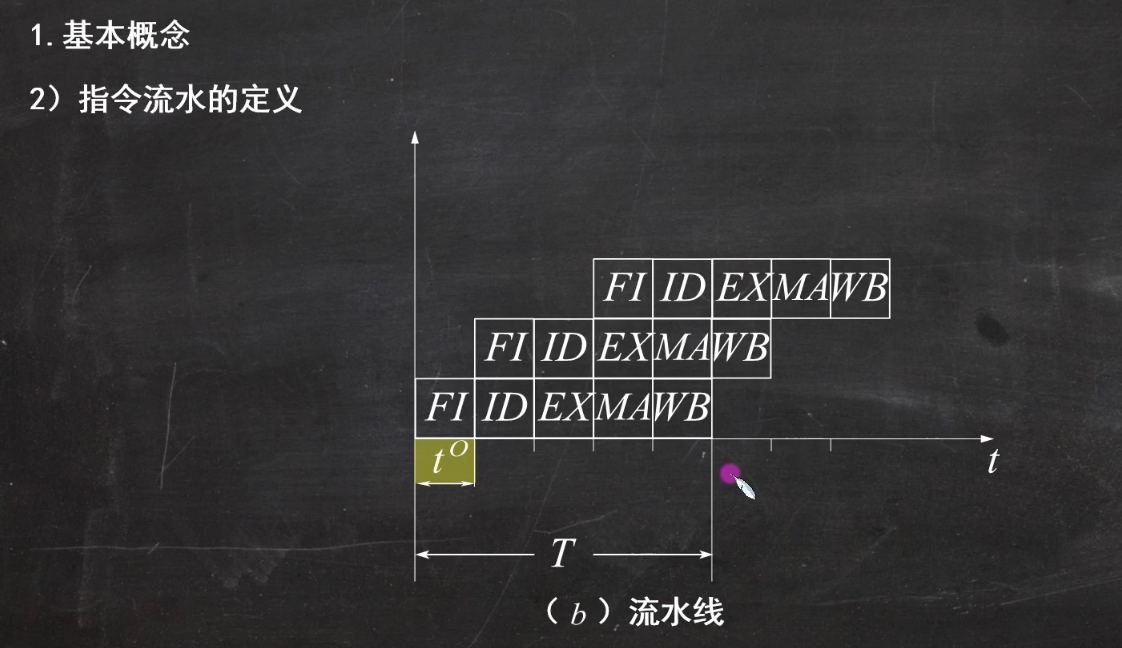 1.基本概念
2）指令流水的定义
FI ID EX MA WB
FI ID EX MA WB
FI ID EX MA WB
t^O
t
T
（b）流水线